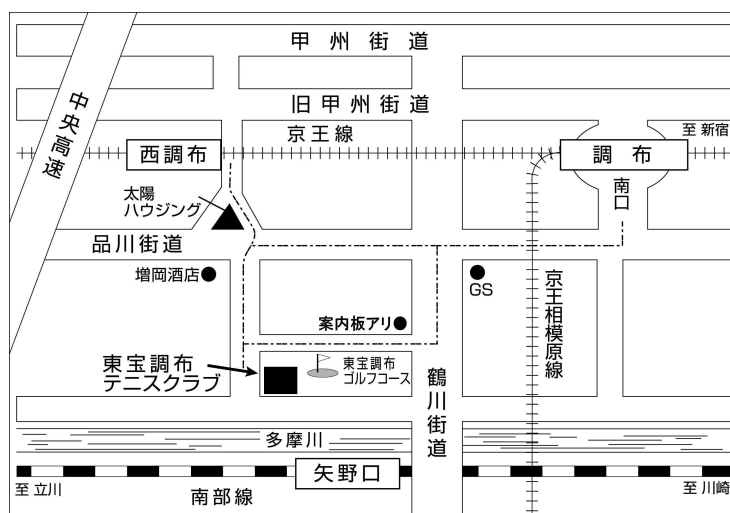 甲州街道
旧甲州街道
中央高速
京王線
至 新宿
西調布
調布
南口
太陽
ハウジング
品川街道
増岡酒店
GS
京王相模原線
案内板アリ
東宝調布
テニスクラブ
東宝調布
ゴルフコース
鶴川街道
多摩川
矢野口
至 立川
南部線
至 川崎